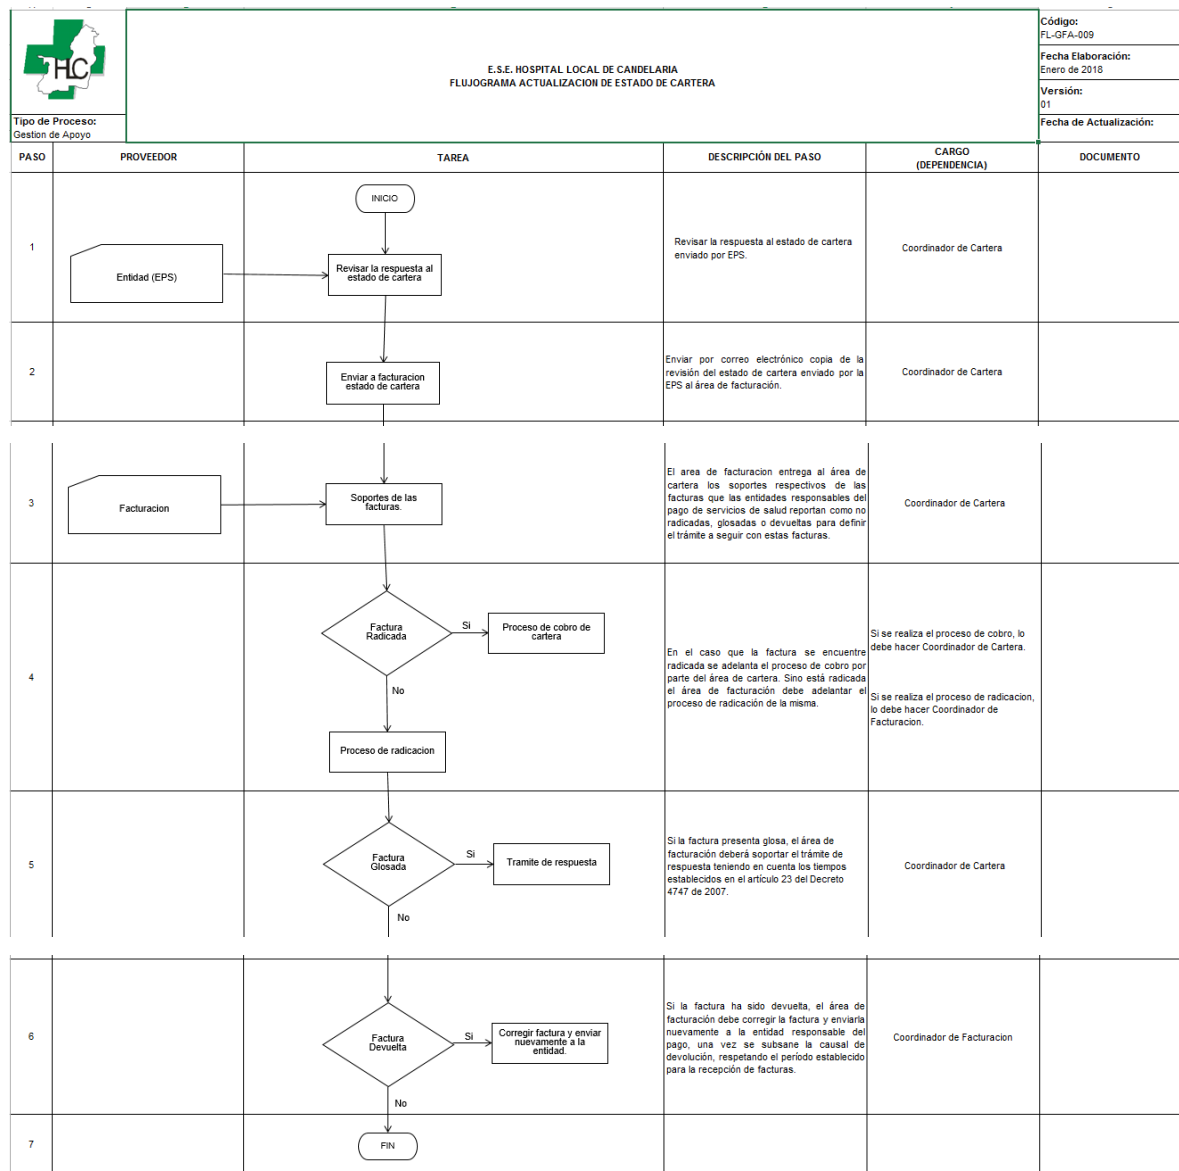 HLC
Tipo de Proceso:
Gestion de Apoyo
E.S.E. HOSPITAL LOCAL DE CANDELARIA
FLUJOGRAMA ACTUALIZACION DE ESTADO DE CARTERA
Código:
FL-GFA-009
Fecha Elaboración:
Enero de 2018
Versión:
01
Fecha de Actualización:
PASO
PROVEEDOR
TAREA
DESCRIPCIÓN DEL PASO
CARGO
(DEPENDENCIA)
DOCUMENTO
1
Entidad (EPS)
INICIO
Revisar la respuesta al
estado de cartera
Revisar la respuesta al estado de cartera
enviado por EPS.
Coordinador de Cartera
2
Enviar a facturacion
estado de cartera
Enviar por correo electrónico copia de la
revisión del estado de cartera enviado por la
EPS al área de facturación.
Coordinador de Cartera
3
Facturacion
Soportes de las
facturas.
El area de facturacion entrega al área de
cartera los soportes respectivos de las
facturas que las entidades responsables del
pago de servicios de salud reportan como no
radicadas, glosadas o devueltas para definir
el trámite a seguir con estas facturas.
Coordinador de Cartera
4
Factura
Radicada
Si
Proceso de cobro de
cartera
No
Proceso de radicacion
En el caso que la factura se encuentre
radicada se adelanta el proceso de cobro por
parte del área de cartera. Sino está radicada
el área de facturación debe adelantar el
proceso de radicación de la misma.
Si se realiza el proceso de cobro, lo
debe hacer Coordinador de Cartera.
Si se realiza el proceso de radicacion,
lo debe hacer Coordinador de
Facturacion.
5
Factura
Glosada
Si
Tramite de respuesta
No
Si la factura presenta glosa, el área de
facturación deberá soportar el trámite de
respuesta teniendo en cuenta los tiempos
establecidos en el artículo 23 del Decreto
4747 de 2007.
Coordinador de Cartera
6
Factura
Devuelta
Si
Corregir factura y enviar
nuevamente a la
entidad.
No
Si la factura ha sido devuelta, el área de
facturación debe corregir la factura y enviarla
nuevamente a la entidad responsable del
pago, una vez se subsane la causal de
devolución, respetando el período establecido
para la recepción de facturas.
Coordinador de Facturacion
7
FIN